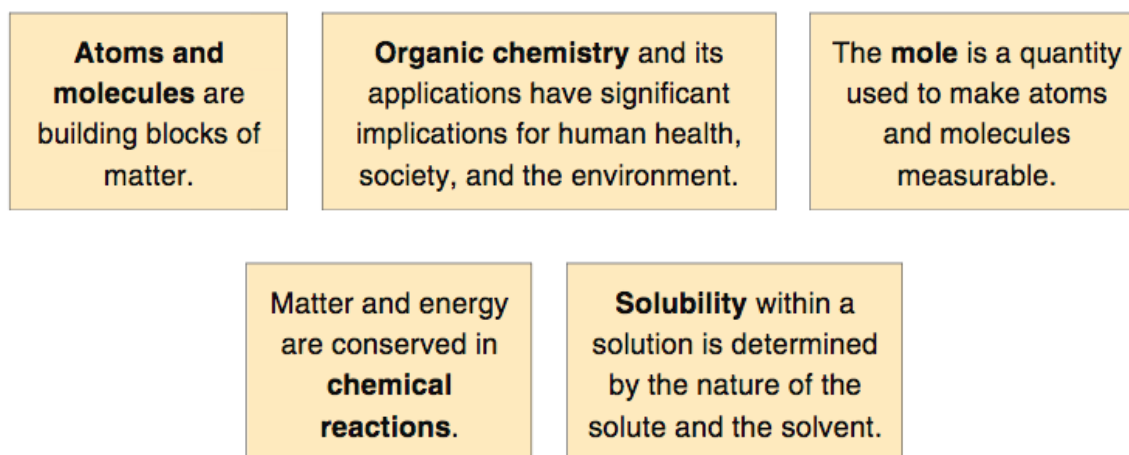 Atoms and
molecules are
building blocks of
matter.
Organic chemistry and its
applications have significant
implications for human health,
society, and the environment.
The mole is a quantity
used to make atoms
and molecules
measurable.
Matter and energy
are conserved in
chemical
reactions.
Solubility within a
solution is determined
by the nature of the
solute and the solvent.